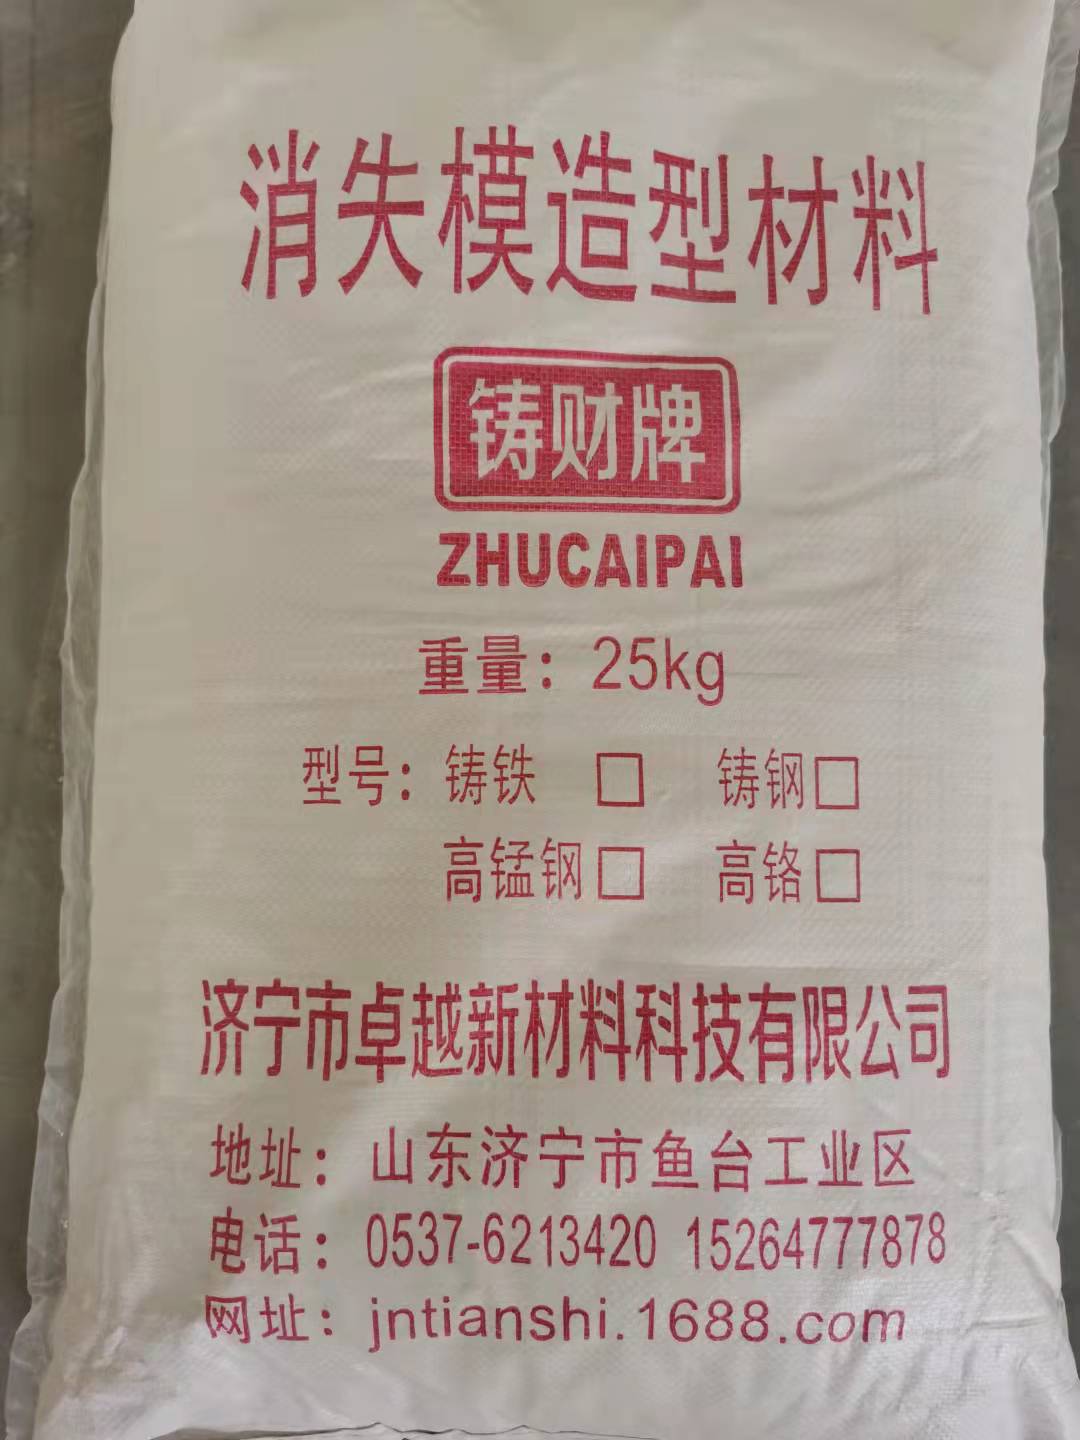 消失模造型材料
铸财牌
ZHUCAIPAI
重量：25kg
型号：铸铁 □ 铸钢□
高锰钢□ 高铬□
济宁市卓越新材料科技有限公司
地址：山东济宁市鱼台工业区
电话：0537-6213420 15264777878
网址：jntianshi.1688.com